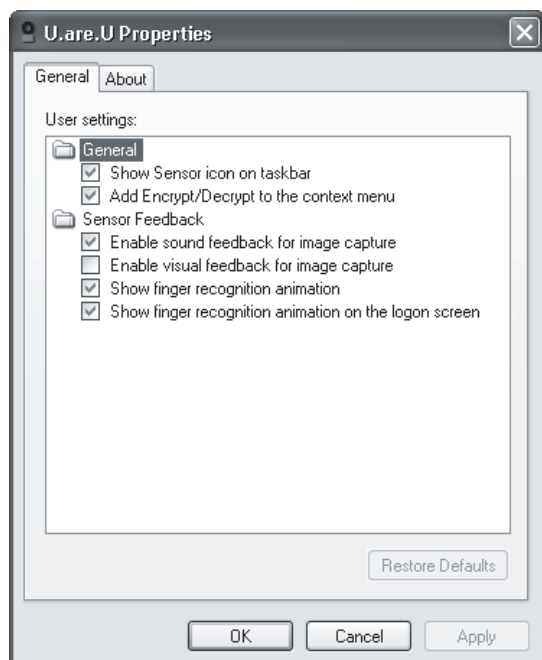 U.are.U Properties
General About
User settings:
General
Show Sensor icon on taskbar
Add Encrypt/Decrypt to the context menu
Sensor Feedback
Enable sound feedback for image capture
Enable visual feedback for image capture
Show finger recognition animation
Show finger recognition animation on the logon screen
Restore Defaults
OK Cancel Apply